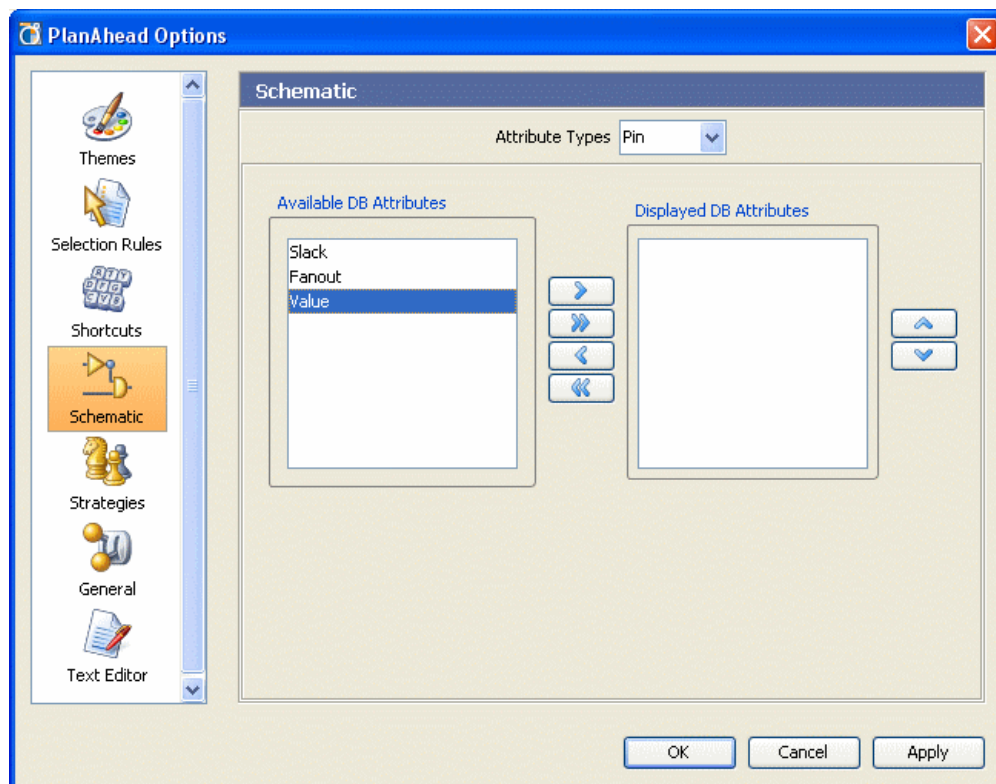 PlanAhead Options
Themes
Selection Rules
Shortcuts
Schematic
Strategies
General
Text Editor
Schematic
Attribute Types Pin
Available DB Attributes
Slack
Fanout
Value
Displayed DB Attributes
OK Cancel Apply